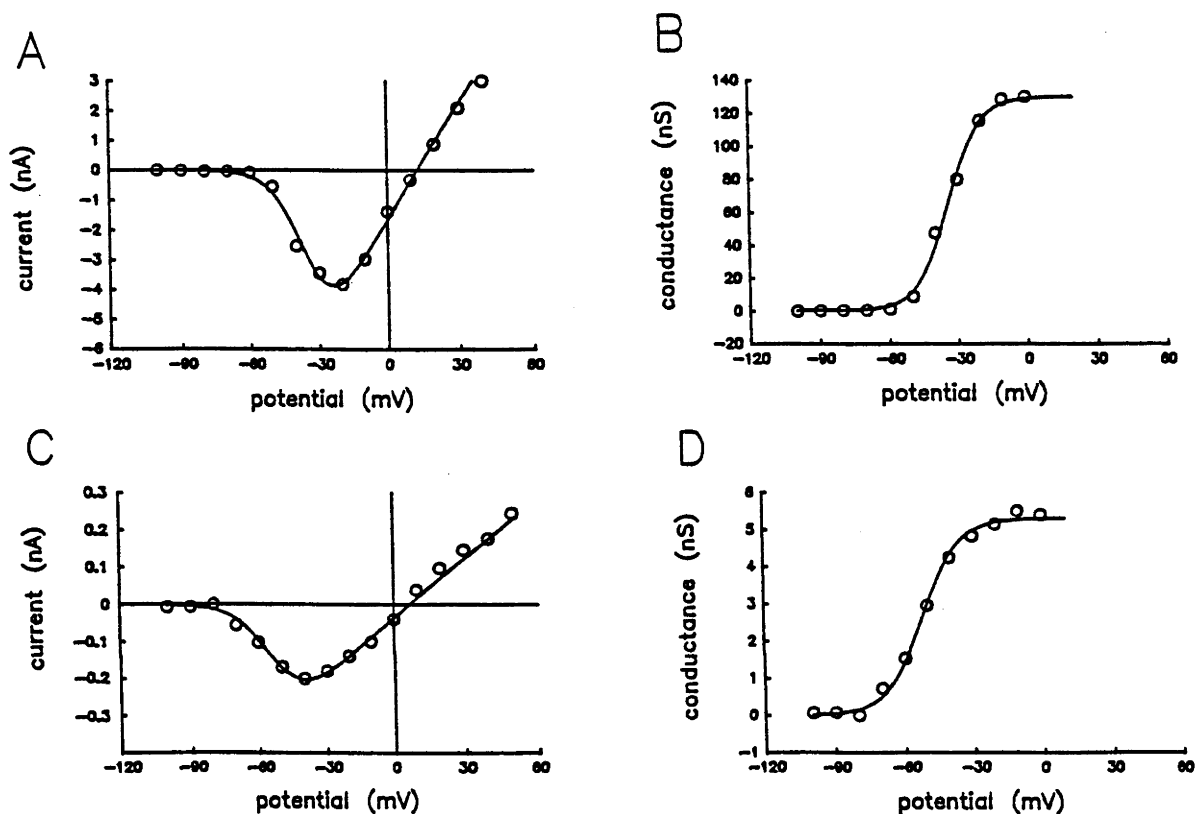 A
3
2
1
0
-1
-2
-3
-4
-5
-6
-120 -90 -60 -30 0 30 60
current (nA)
potential (mV)
B
140
120
100
80
60
40
20
0
-20
-120 -90 -60 -30 0 30 60
conductance (nS)
potential (mV)
C
0.3
0.2
0.1
0
-0.1
-0.2
-0.3
-120 -90 -60 -30 0 30 60
current (nA)
potential (mV)
D
6
5
4
3
2
1
0
-1
-120 -90 -60 -30 0 30 60
conductance (nS)
potential (mV)